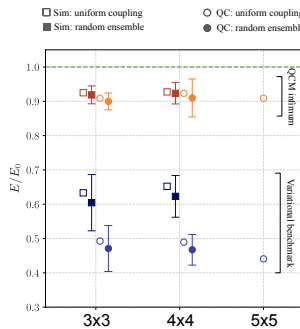 Sim: uniform coupling
Sim: random ensemble
QC: uniform coupling
QC: random ensemble
1.0
0.9
0.8
0.7
0.6
0.5
0.4
0.3
E/E₀
QCM infimum
Variational benchmark
3x3
4x4
5x5